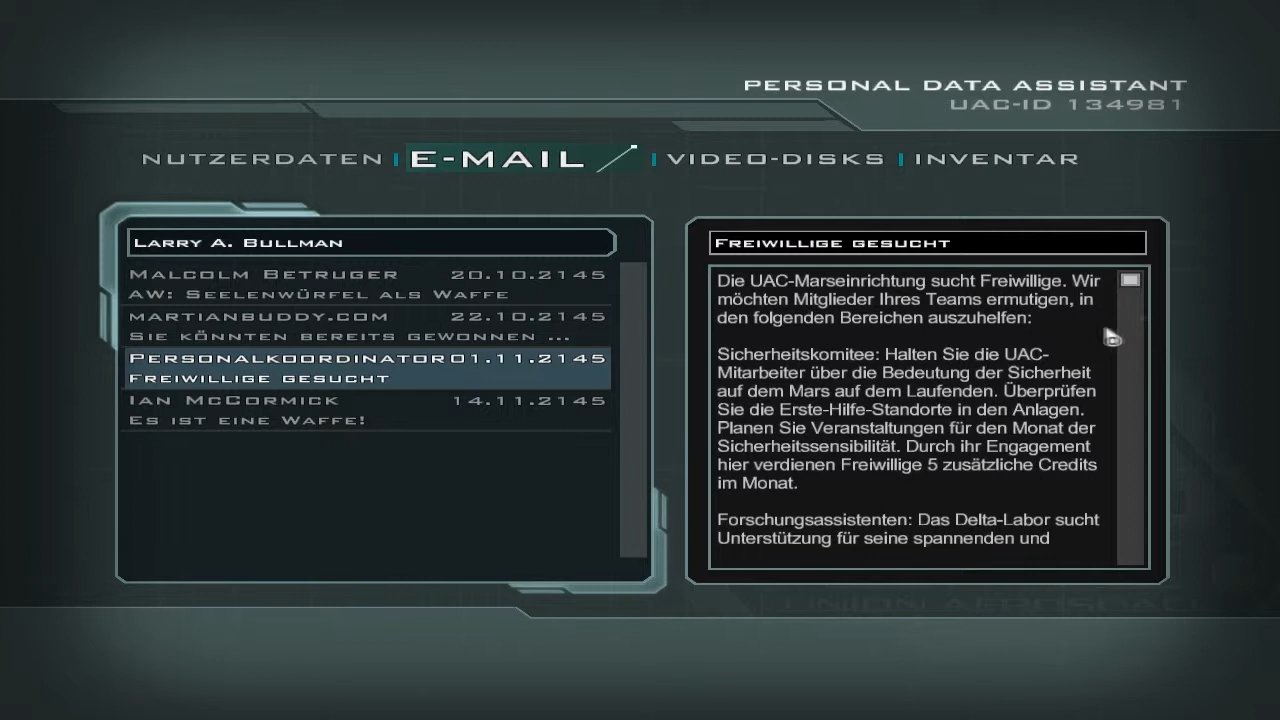 PERSONAL DATA ASSISTANT
UAC-ID 134981
NUTZERDATEN E-MAIL VIDEO-DISKS INVENTAR
LARRY A. BULLMAN
MALCOLM BETRUGER 20.10.2145
AW: SEELENWÜRFEL ALS WAFFE
MARTIANBUDDY.COM 22.10.2145
SIE KÖNNTEN BEREITS GEWONNEN ...
PERSONALKOORDINATOR 01.11.2145
FREIWILLIGE GESUCHT
IAN MCCORMICK 14.11.2145
ES IST EINE WAFFE!
FREIWILLIGE GESUCHT
Die UAC-Marseinrichtung sucht Freiwillige. Wir
möchten Mitglieder Ihres Teams ermutigen, in
den folgenden Bereichen auszuhelfen:
Sicherheitskomitee: Halten Sie die UAC-
Mitarbeiter über die Bedeutung der Sicherheit
auf dem Mars auf dem Laufenden. Überprüfen
Sie die Erste-Hilfe-Standorte in den Anlagen.
Planen Sie Veranstaltungen für den Monat der
Sicherheitssensibilität. Durch ihr Engagement
hier verdienen Freiwillige 5 zusätzliche Credits
im Monat.
Forschungsassistenten: Das Delta-Labor sucht
Unterstützung für seine spannenden und
UNION AEROSPAC